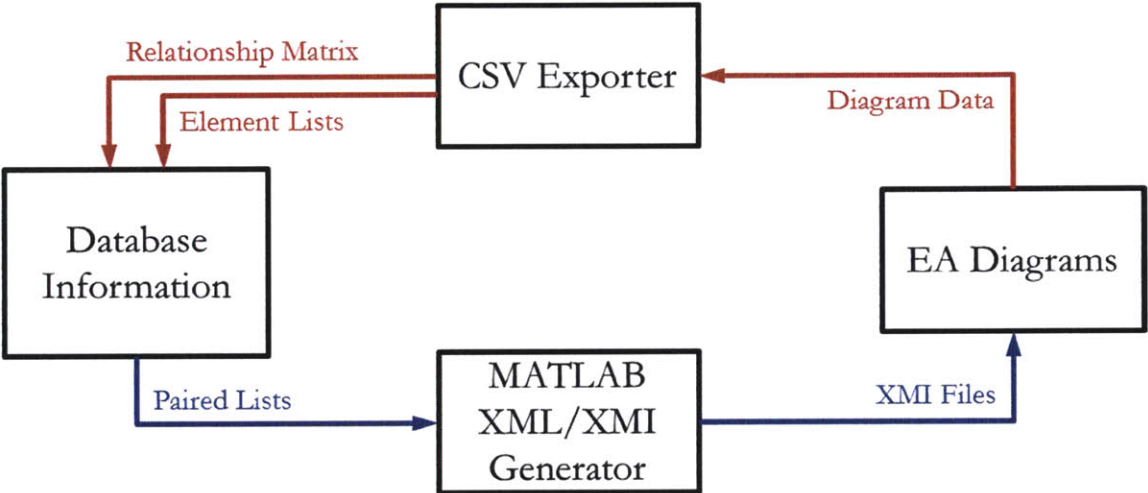 Relationship Matrix
CSV Exporter
Diagram Data
Element Lists
Database
Information
EA Diagrams
Paired Lists
MATLAB
XML/XMI
Generator
XMI Files